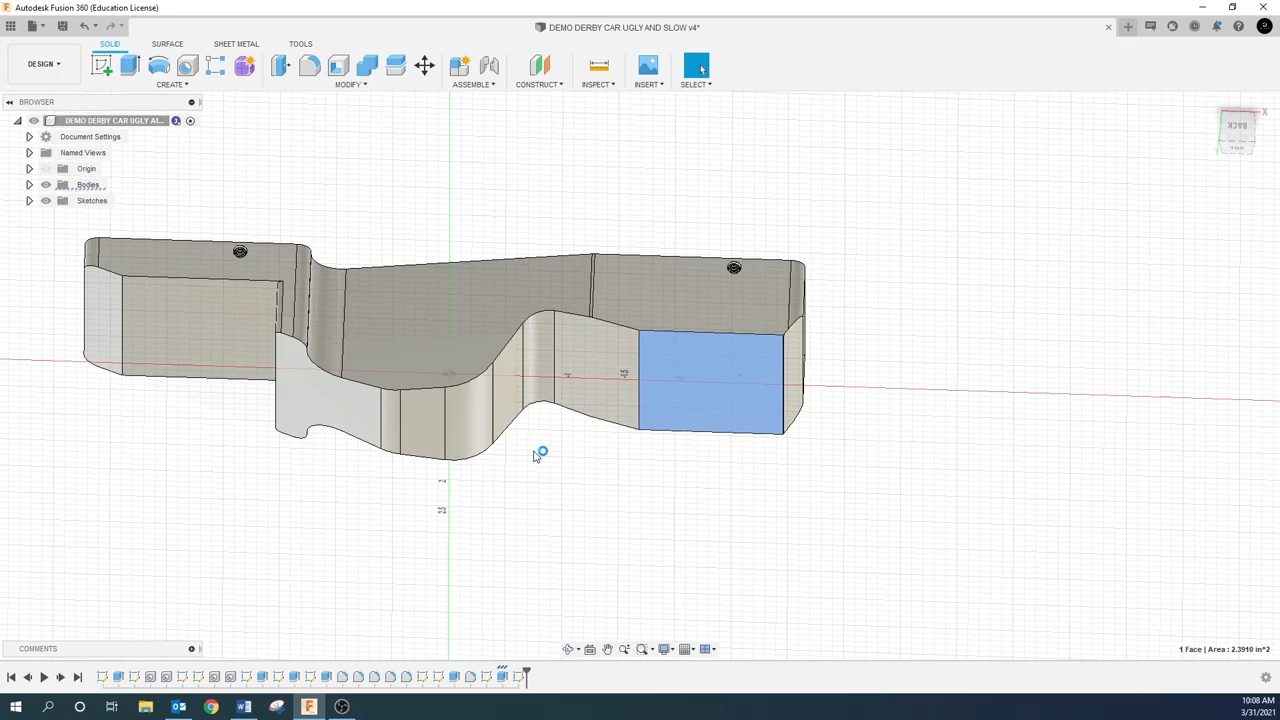 Autodesk Fusion 360 (Education License)
DEMO DERBY CAR UGLY AND SLOW v4*
DESIGN
SOLID SURFACE SHEET METAL TOOLS
CREATE MODIFY ASSEMBLE CONSTRUCT INSPECT INSERT SELECT
BROWSER
DEMO DERBY CAR UGLY AI...
Document Settings
Named Views
Origin
Bodies
Sketches
X
BACK
TOP
COMMENTS
1 Face | Area : 2.3910 in^2
10:08 AM
3/31/2021